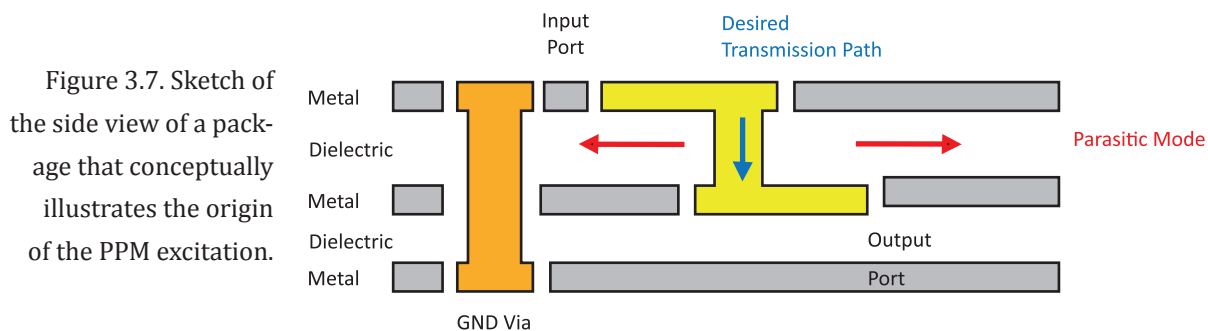 Figure 3.7. Sketch of
the side view of a pack-
age that conceptually
illustrates the origin
of the PPM excitation.
Input
Port
Desired
Transmission Path
Metal
Dielectric
Parasitic Mode
Metal
Dielectric
Output
Metal
Port
GND Via